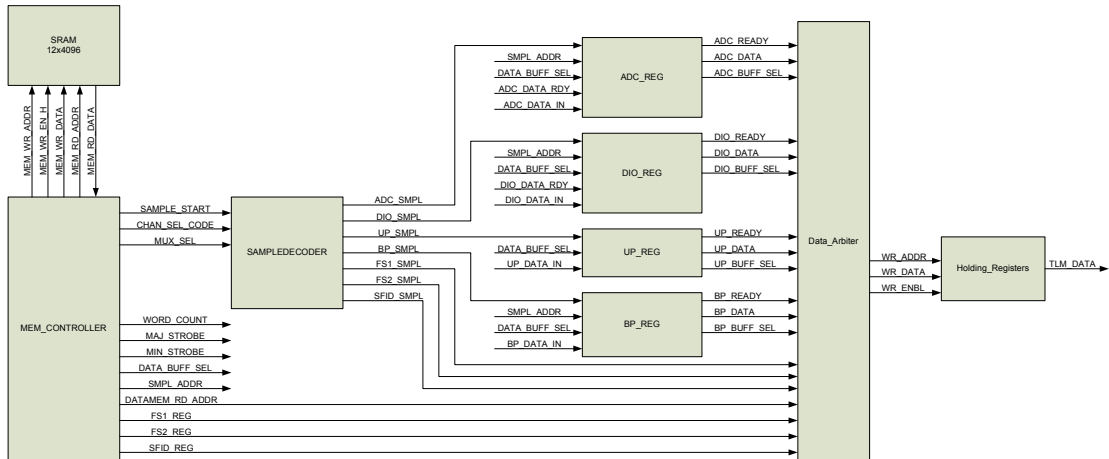 SRAM
12x4096
MEM_WR_ADDR
MEM_WR_EN_H
MEM_WR_DATA
MEM_RD_ADDR
MEM_RD_DATA
MEM_CONTROLLER
SAMPLE_START
CHAN_SEL_CODE
MUX_SEL
WORD_COUNT
MAJ_STROBE
MIN_STROBE
DATA_BUFF_SEL
SMPL_ADDR
DATAMEM_RD_ADDR
FS1_REG
FS2_REG
SFID_REG
SAMPLEDECODER
ADC_SMPL
DIO_SMPL
UP_SMPL
BP_SMPL
FS1_SMPL
FS2_SMPL
SFID_SMPL
SMPL_ADDR
DATA_BUFF_SEL
ADC_DATA_RDY
ADC_DATA_IN
ADC_REG
ADC_READY
ADC_DATA
ADC_BUFF_SEL
SMPL_ADDR
DATA_BUFF_SEL
DIO_DATA_RDY
DIO_DATA_IN
DIO_REG
DIO_READY
DIO_DATA
DIO_BUFF_SEL
DATA_BUFF_SEL
UP_DATA_IN
UP_REG
UP_READY
UP_DATA
UP_BUFF_SEL
SMPL_ADDR
DATA_BUFF_SEL
BP_DATA_IN
BP_REG
BP_READY
BP_DATA
BP_BUFF_SEL
Data_Arbiter
WR_ADDR
WR_DATA
WR_ENBL
Holding_Registers
TLM_DATA